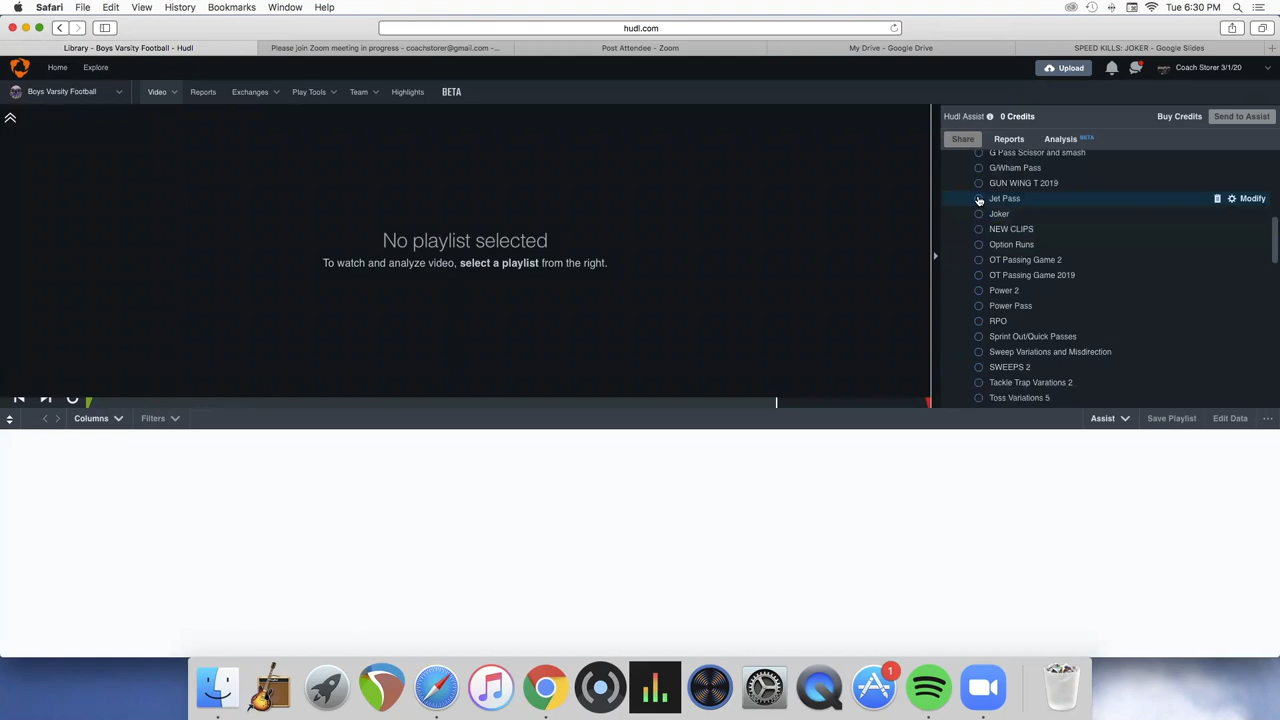 Safari File Edit View History Bookmarks Window Help Tue 6:30 PM
hudl.com
Library - Boys Varsity Football - Hudl Please join Zoom meeting in progress - coachstorer@gmail.com -... Post Attendee - Zoom My Drive - Google Drive SPEED KILLS: JOKER - Google Slides
Home Explore Upload Coach Storer 3/1/20
Boys Varsity Football Video Reports Exchanges Play Tools Team Highlights BETA
Hudl Assist 0 Credits Buy Credits Send to Assist
Share Reports Analysis BETA
G Pass Scissor and smash
G/Wham Pass
GUN WING T 2019
Jet Pass Modify
Joker
NEW CLIPS
Option Runs
OT Passing Game 2
OT Passing Game 2019
Power 2
Power Pass
RPO
Sprint Out/Quick Passes
Sweep Variations and Misdirection
SWEEPS 2
Tackle Trap Varations 2
Toss Variations 5
No playlist selected
To watch and analyze video, select a playlist from the right.
Columns Filters Assist Save Playlist Edit Data
1